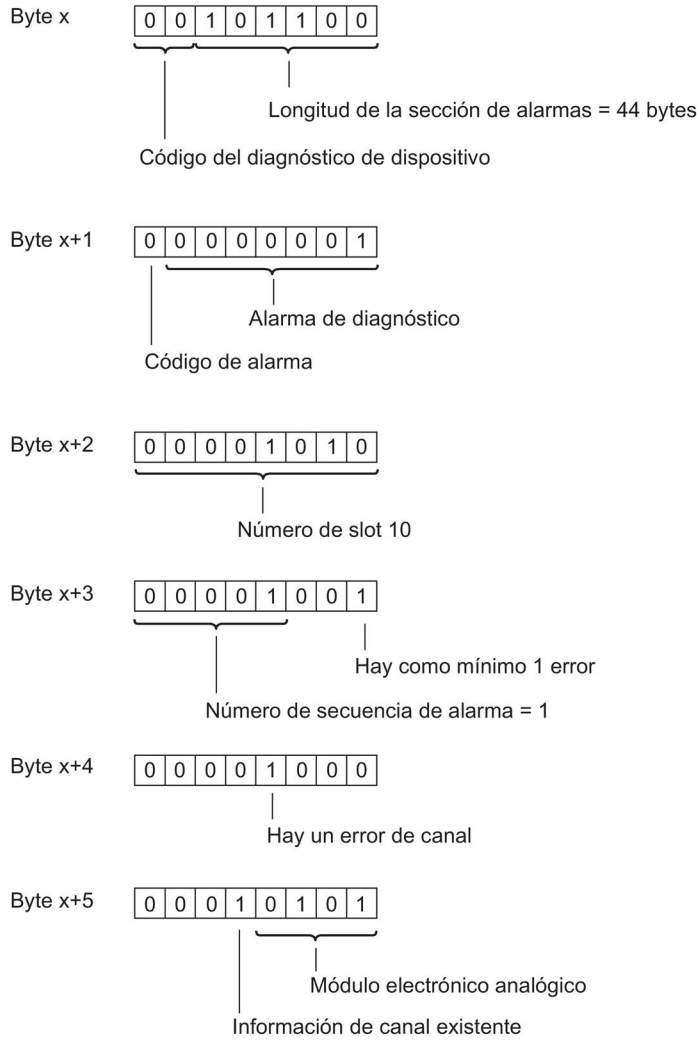 Byte x
0 0 1 0 1 1 0 0
Longitud de la sección de alarmas = 44 bytes
Código del diagnóstico de dispositivo
Byte x+1
0 0 0 0 0 0 0 1
Alarma de diagnóstico
Código de alarma
Byte x+2
0 0 0 0 1 0 1 0
Número de slot 10
Byte x+3
0 0 0 0 1 0 0 1
Hay como mínimo 1 error
Número de secuencia de alarma = 1
Byte x+4
0 0 0 0 1 0 0 0
Hay un error de canal
Byte x+5
0 0 0 1 0 1 0 1
Módulo electrónico analógico
Información de canal existente